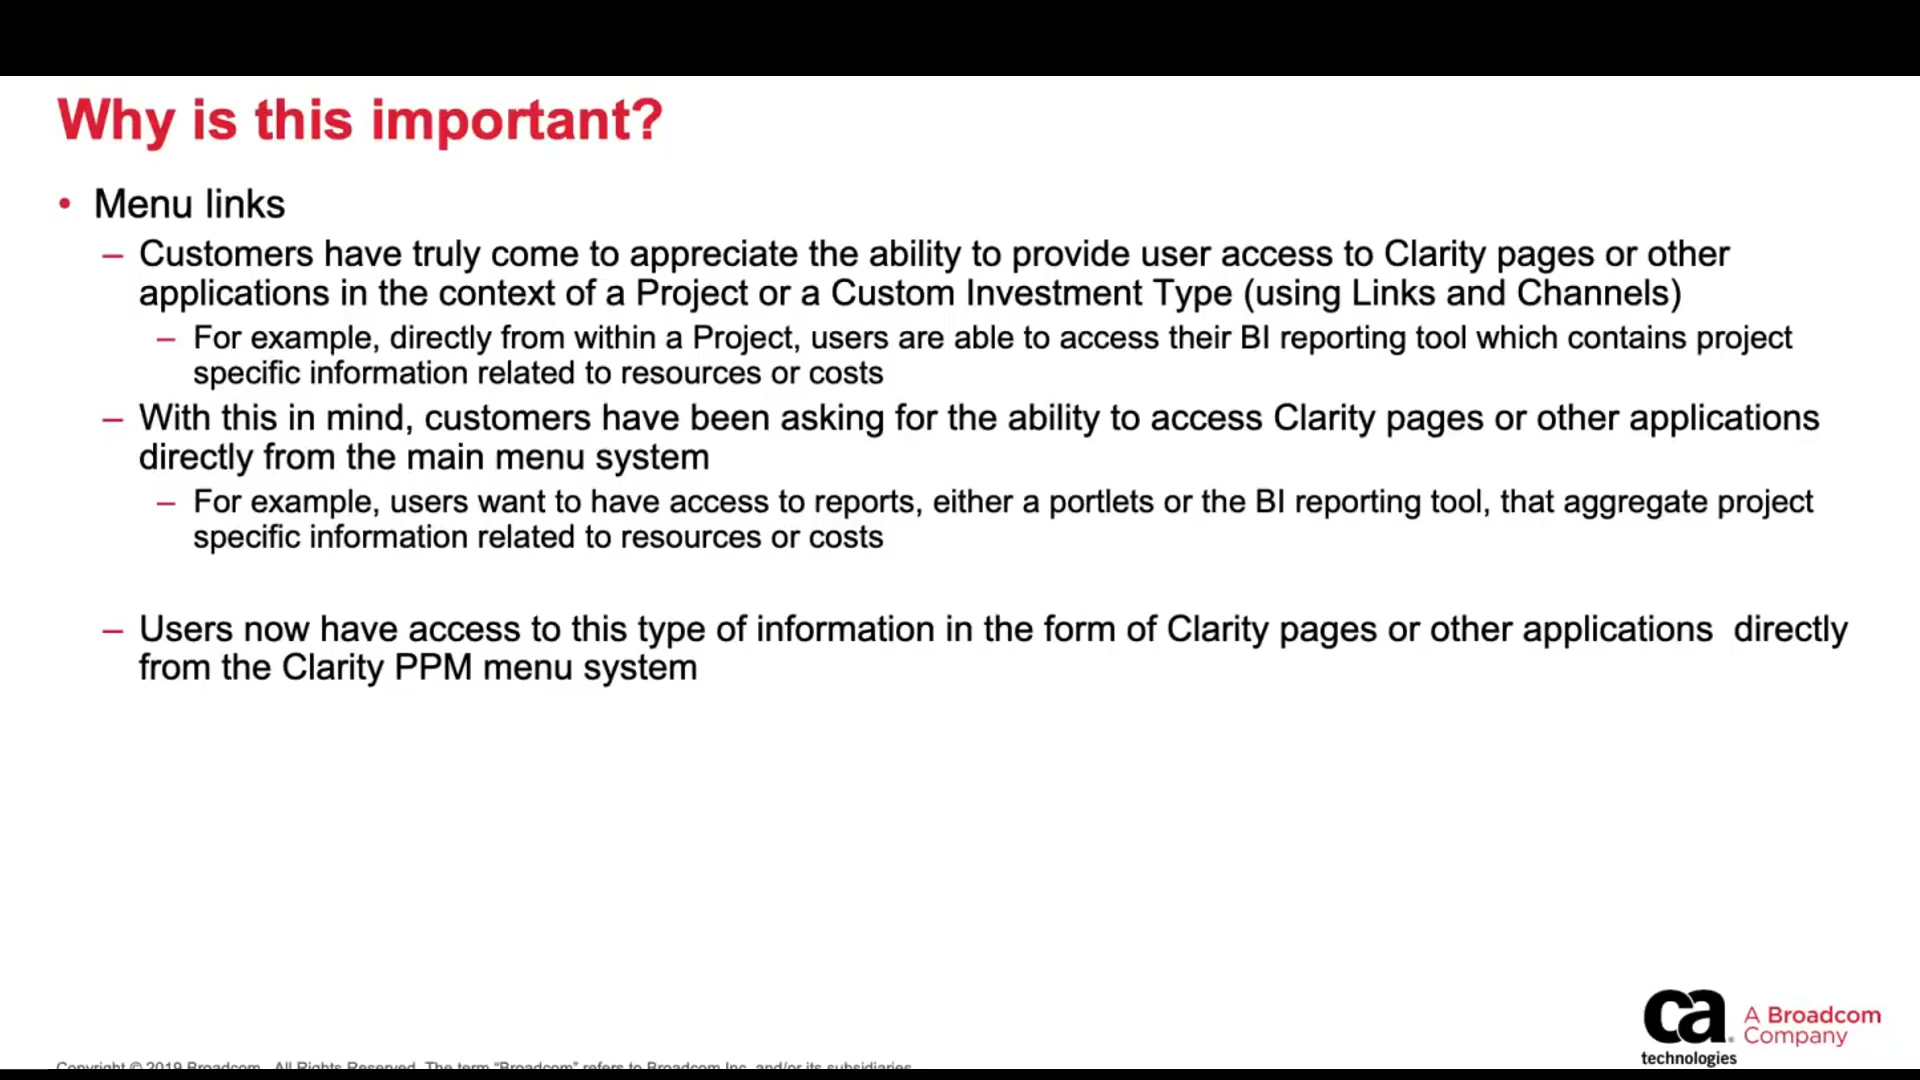 Why is this important?
• Menu links
– Customers have truly come to appreciate the ability to provide user access to Clarity pages or other
applications in the context of a Project or a Custom Investment Type (using Links and Channels)
– For example, directly from within a Project, users are able to access their BI reporting tool which contains project
specific information related to resources or costs
– With this in mind, customers have been asking for the ability to access Clarity pages or other applications
directly from the main menu system
– For example, users want to have access to reports, either a portlets or the BI reporting tool, that aggregate project
specific information related to resources or costs
– Users now have access to this type of information in the form of Clarity pages or other applications  directly
from the Clarity PPM menu system
ca
technologies
A Broadcom
Company
Copyright © 2019 Broadcom. All Rights Reserved. The term “Broadcom” refers to Broadcom Inc. and/or its subsidiaries.